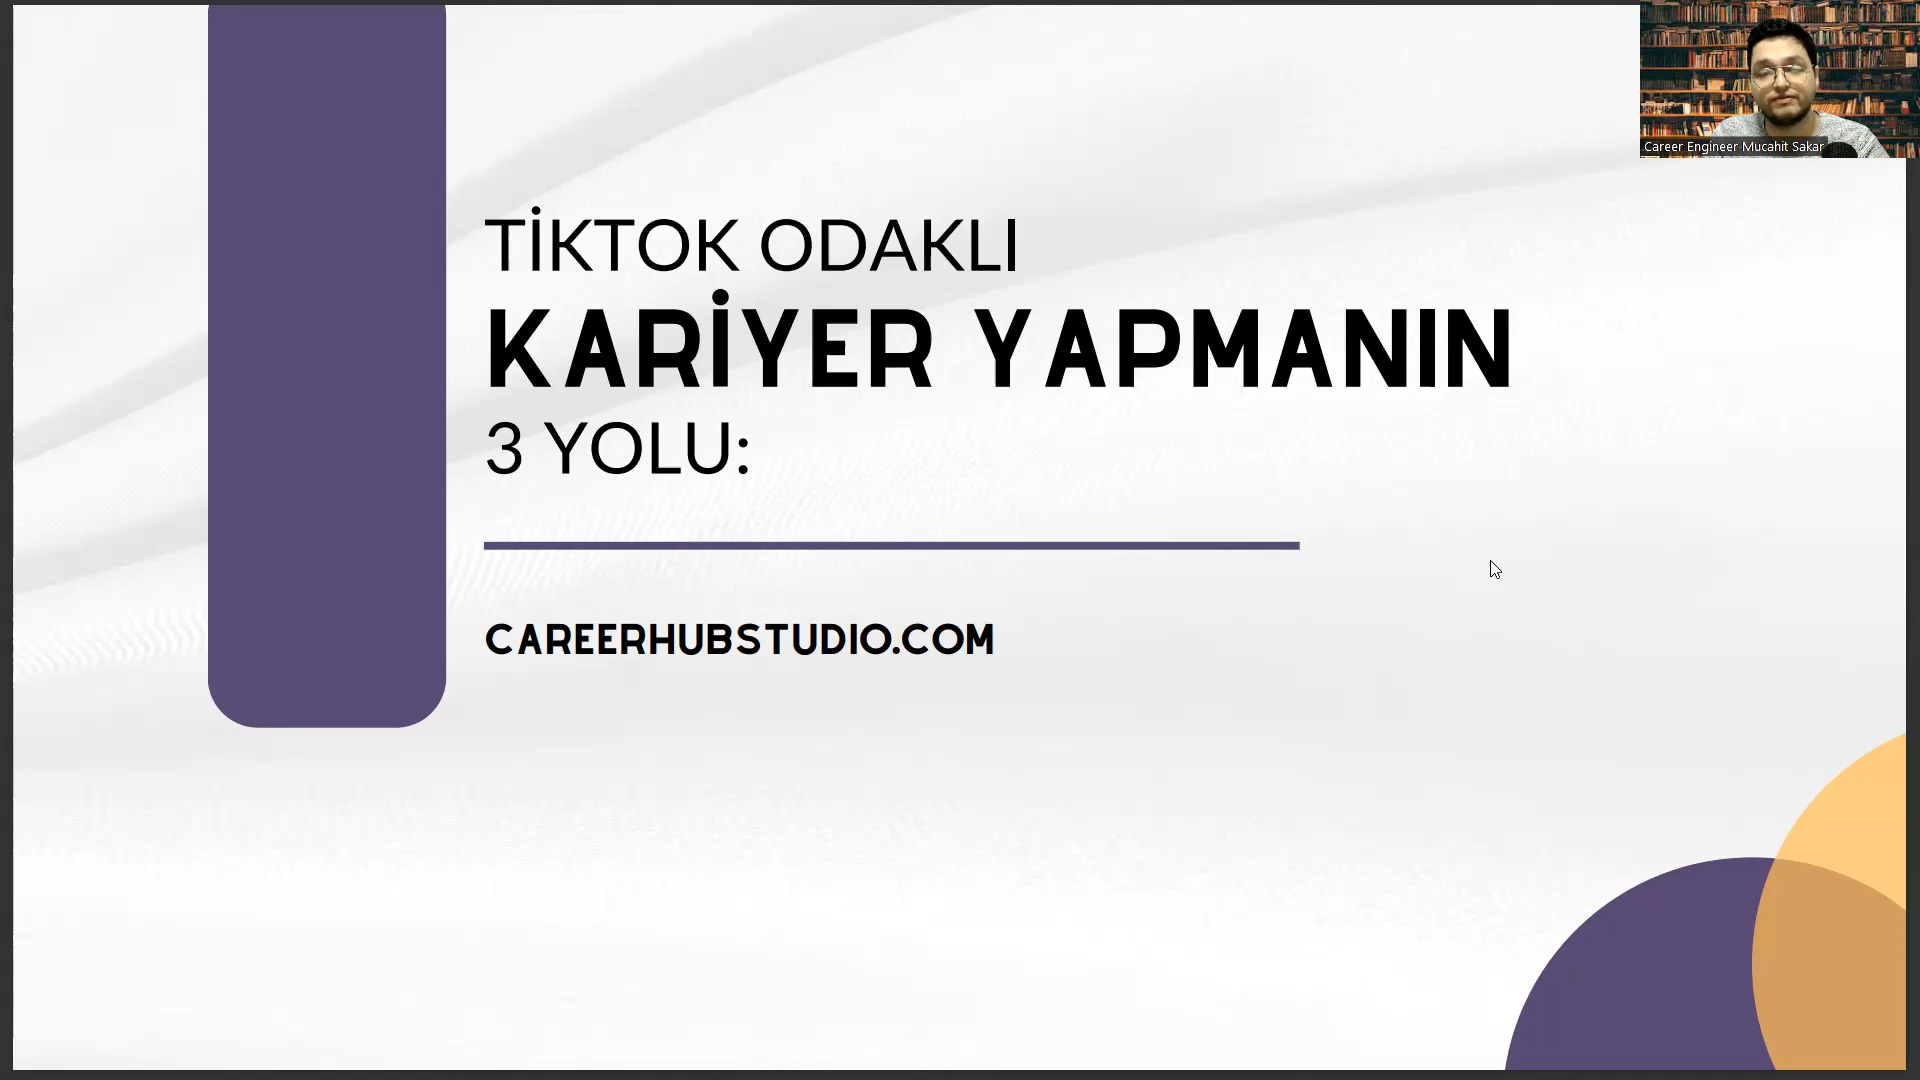 TİKTOK ODAKLI
KARİYER YAPMANIN
3 YOLU:
CAREERHUBSTUDIO.COM
Career Engineer Mucahit Sakar